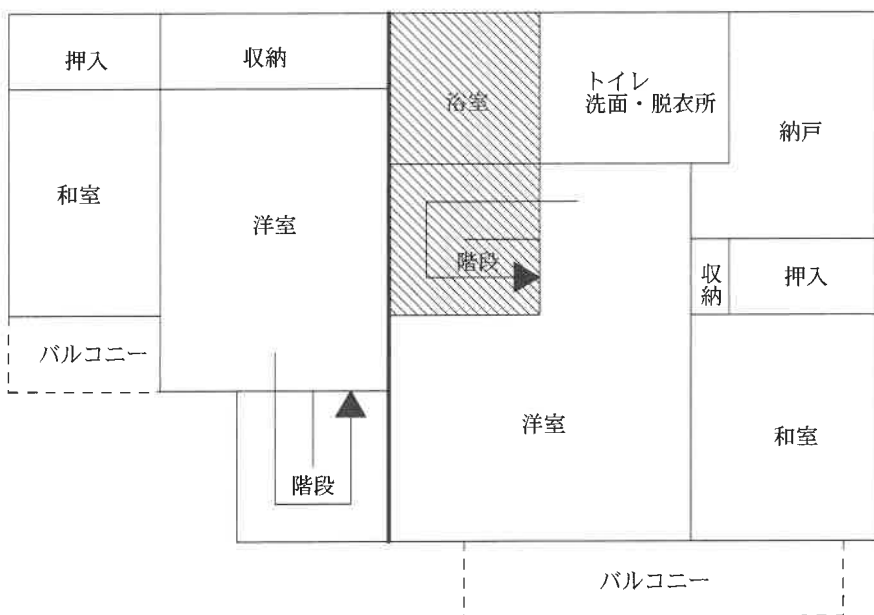 押入
収納
浴室
トイレ
洗面・脱衣所
納戸
和室
洋室
階段
収納
押入
バルコニー
洋室
和室
階段
バルコニー